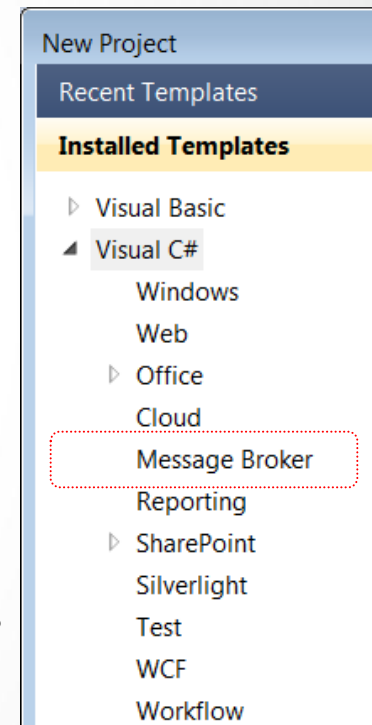 New Project
Recent Templates
Installed Templates
Visual Basic
Visual C#
Windows
Web
Office
Cloud
Message Broker
Reporting
SharePoint
Silverlight
Test
WCF
Workflow